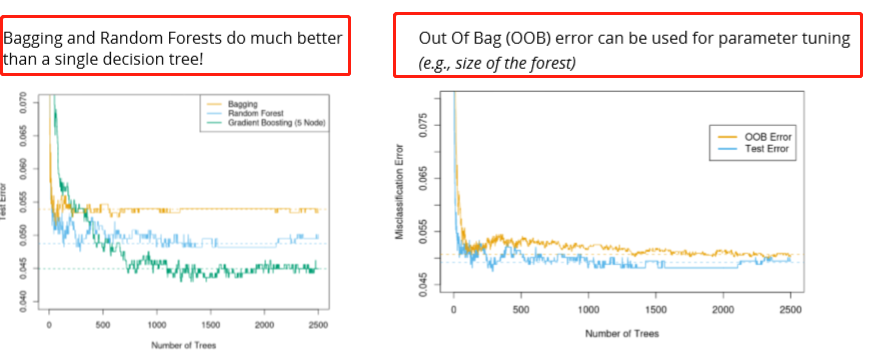 Bagging and Random Forests do much better
than a single decision tree!
Out Of Bag (OOB) error can be used for parameter tuning
(e.g., size of the forest)
Test Error
0.040
0.045
0.050
0.055
0.060
0.065
0.070
Bagging
Random Forest
Gradient Boosting (5 Node)
0 500 1000 1500 2000 2500
Number of Trees
Misclassification Error
0.045
0.055
0.065
0.075
OOB Error
Test Error
0 500 1000 1500 2000 2500
Number of Trees